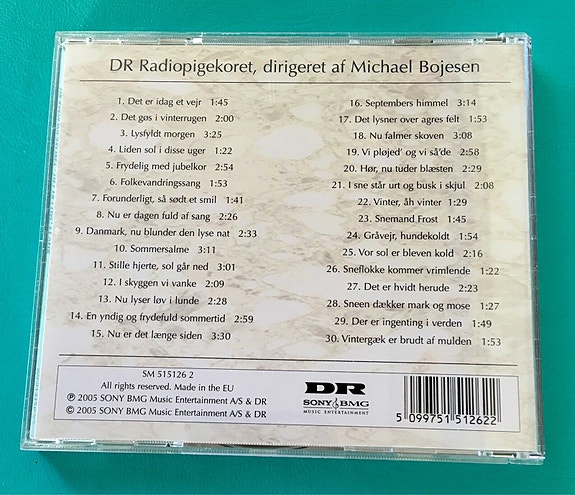 DR Radiopigekoret, dirigeret af Michael Bojesen
1. Det er idag et vejr 1:45
2. Det gøs i vinterrugen 2:00
3. Lysfyldt morgen 3:25
4. Liden sol i disse uger 1:22
5. Frydelig med jubelkor 2:54
6. Folkevandringssang 1:53
7. Forunderligt, så sødt et smil 1:41
8. Nu er dagen fuld af sang 2:26
9. Danmark, nu blunder den lyse nat 2:33
10. Sommersalme 3:11
11. Stille hjerte, sol går ned 3:01
12. I skyggen vi vanke 2:09
13. Nu lyser løv i lunde 2:28
14. En yndig og frydefuld sommertid 2:59
15. Nu er det længe siden 3:30
16. Septembers himmel 3:14
17. Det lysner over agres felt 1:53
18. Nu falmer skoven 3:08
19. Vi pløjed' og vi så'de 2:58
20. Hør, nu tuder blæsten 2:29
21. I sne står urt og busk i skjul 2:08
22. Vinter, åh vinter 1:29
23. Snemand Frost 1:45
24. Gråvejr, hundekoldt 1:54
25. Vor sol er bleven kold 2:16
26. Sneflokke kommer vrimlende 1:22
27. Det er hvidt herude 2:23
28. Sneen dækker mark og mose 1:27
29. Der er ingenting i verden 1:49
30. Vintergæk er brudt af mulden 1:53
SM 515126 2
All rights reserved. Made in the EU
℗ 2005 SONY BMG Music Entertainment A/S & DR
© 2005 SONY BMG Music Entertainment A/S & DR
DR
SONY BMG
MUSIC ENTERTAINMENT
5 099751 512622